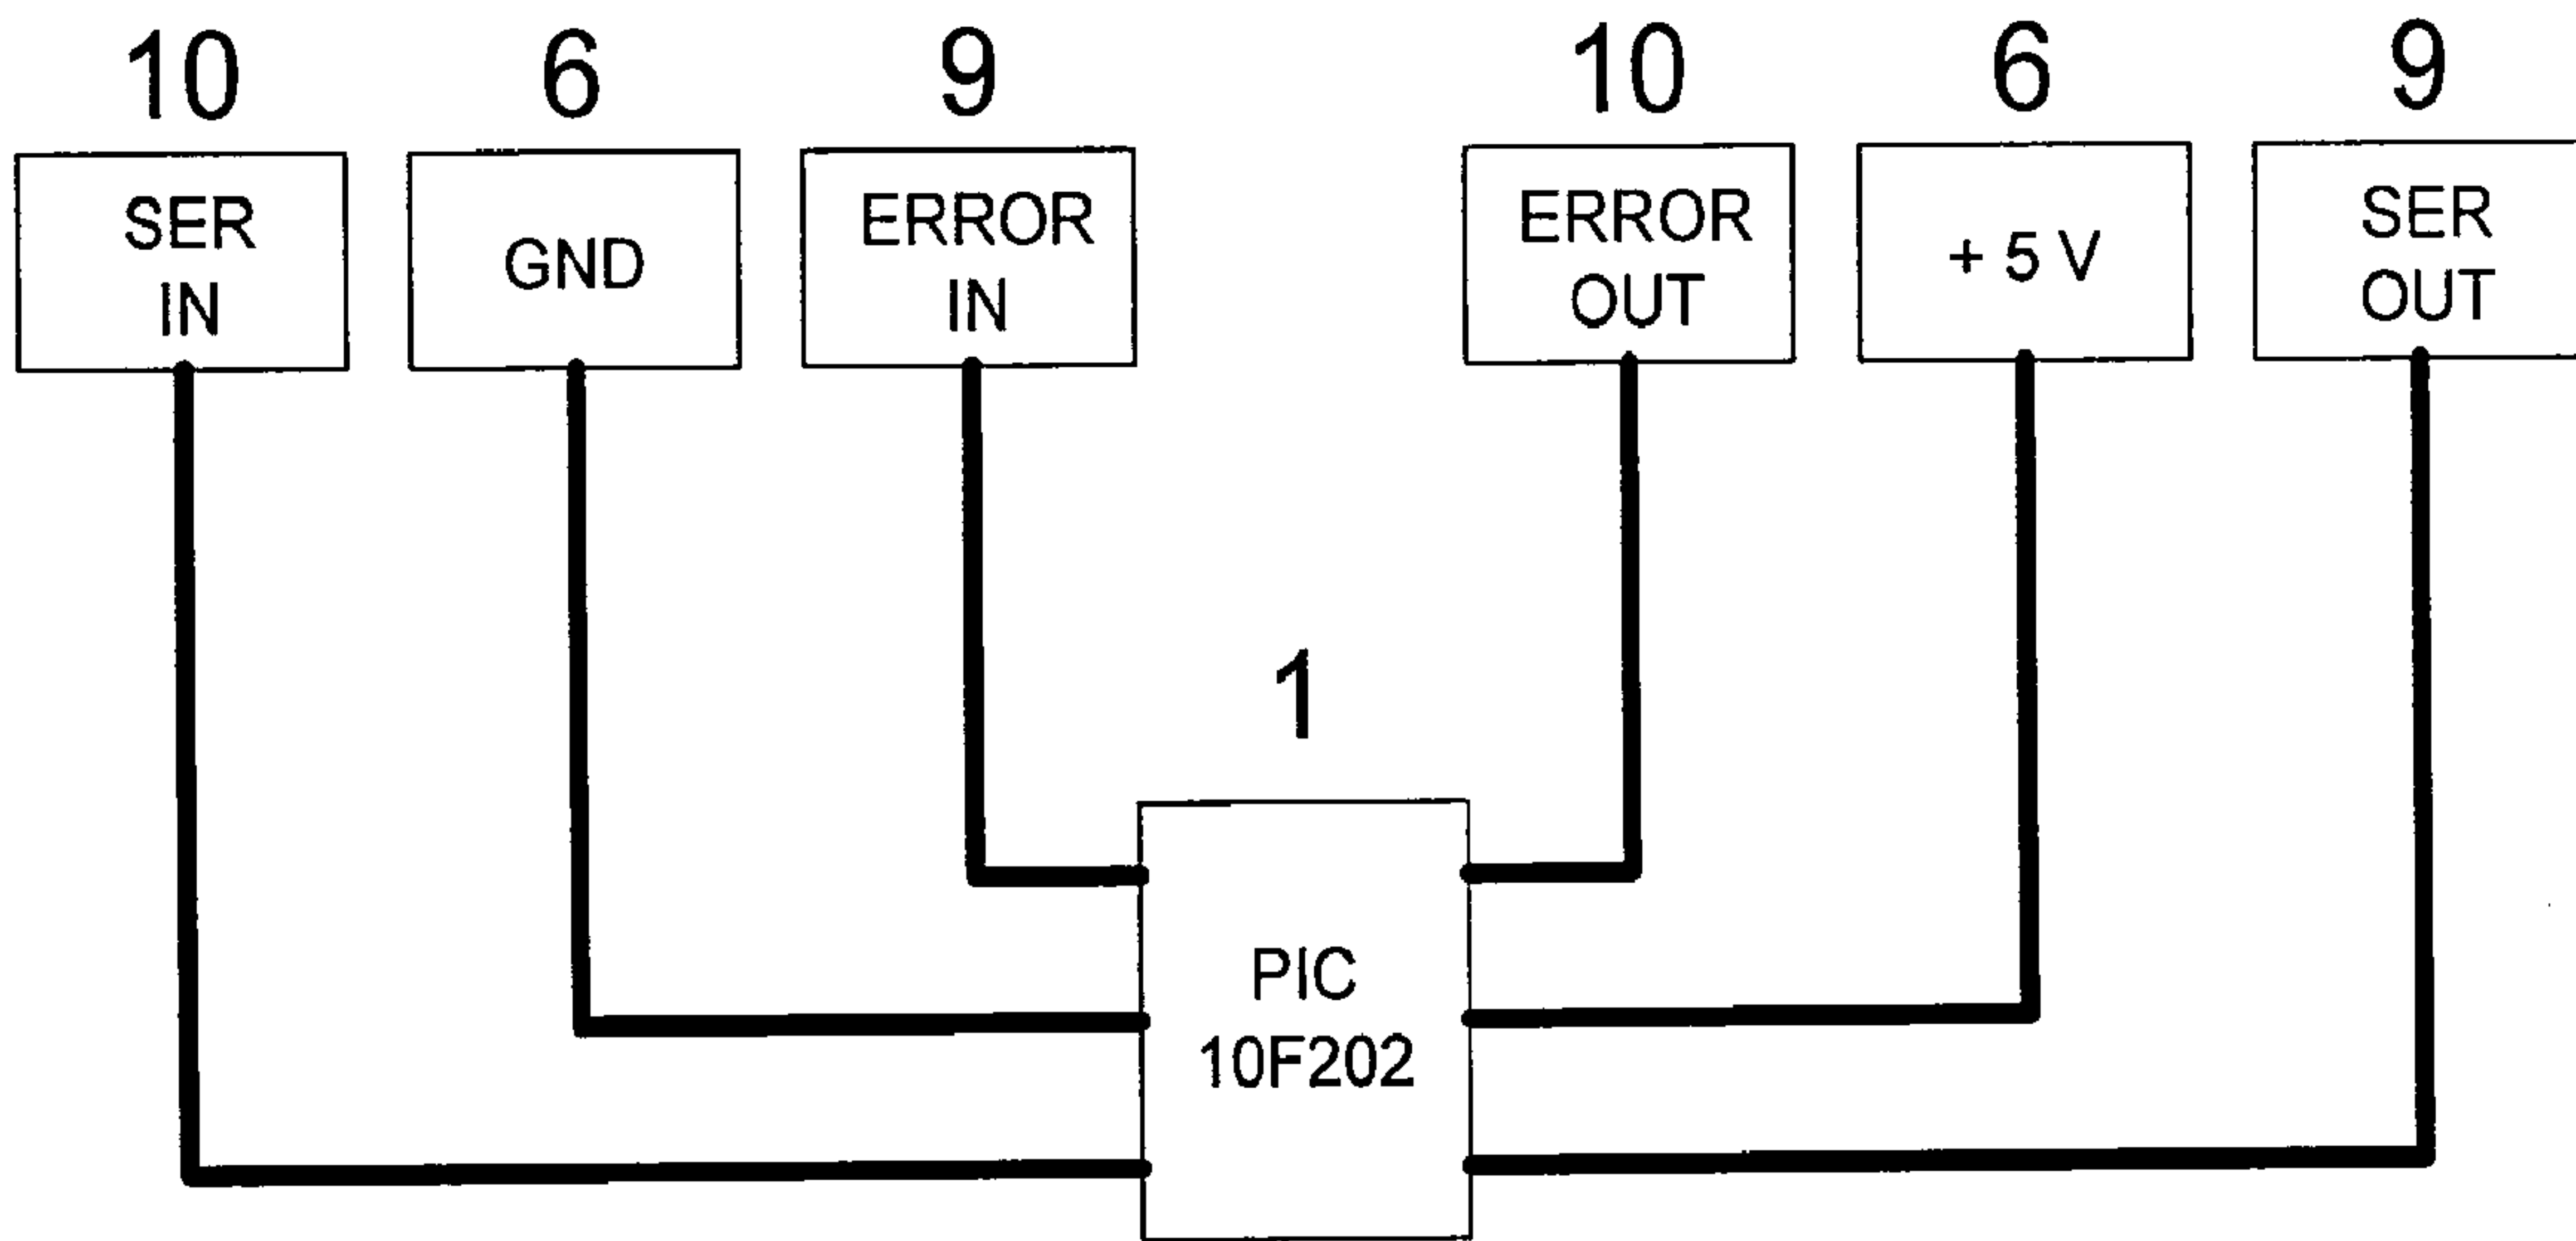 10 6 9 10 6 9
SER IN
GND
ERROR IN
ERROR OUT
+ 5 V
SER OUT
1
PIC
10F202